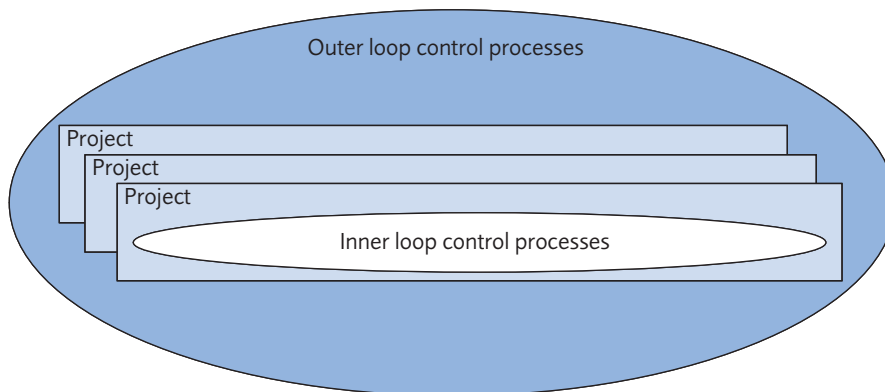 Outer loop control processes
Project
Project
Project
Inner loop control processes